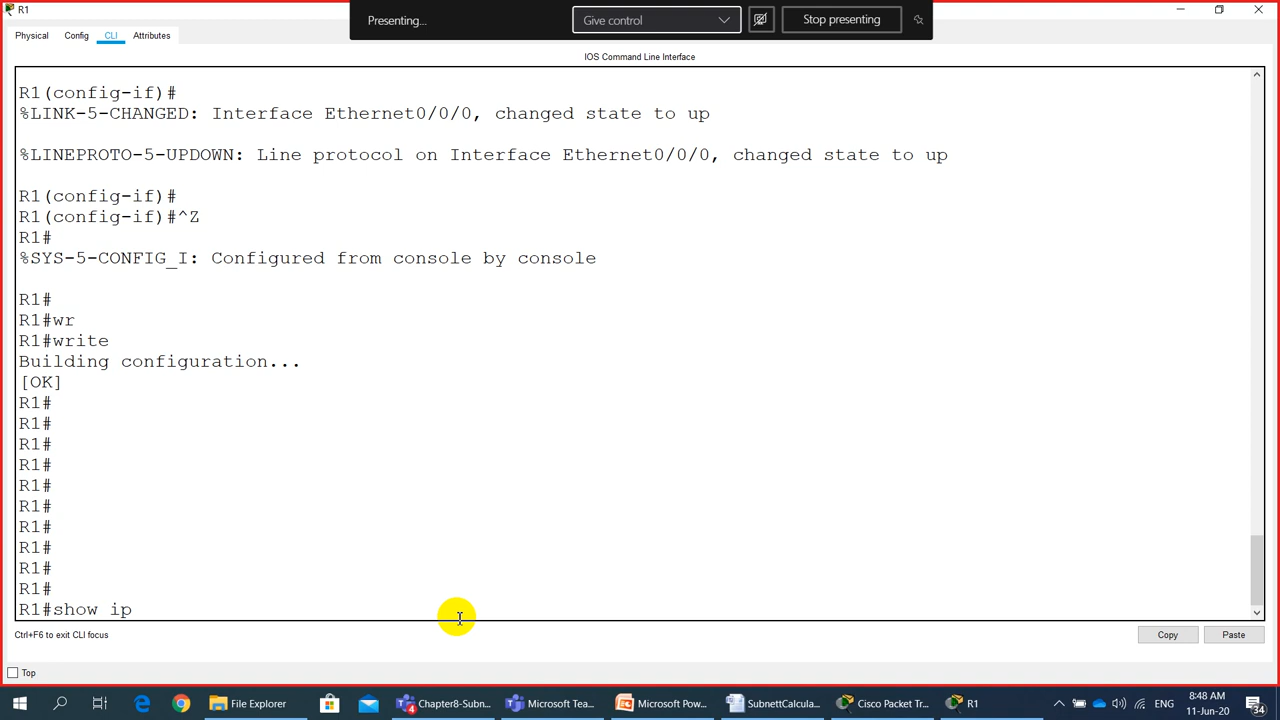 R1
Presenting...
Give control
Stop presenting
Physical
Config
CLI
Attributes
IOS Command Line Interface
R1(config-if)#
%LINK-5-CHANGED: Interface Ethernet0/0/0, changed state to up
%LINEPROTO-5-UPDOWN: Line protocol on Interface Ethernet0/0/0, changed state to up
R1(config-if)#
R1(config-if)#^Z
R1#
%SYS-5-CONFIG_I: Configured from console by console
R1#
R1#wr
R1#write
Building configuration...
[OK]
R1#
R1#
R1#
R1#
R1#
R1#
R1#
R1#
R1#
R1#
R1#show ip
Ctrl+F6 to exit CLI focus
Copy
Paste
Top
File Explorer
4
Chapter8-Subn...
Microsoft Tea...
Microsoft Pow...
SubnettCalcula...
Cisco Packet Tr...
R1
ENG
8:48 AM
11-Jun-20
34